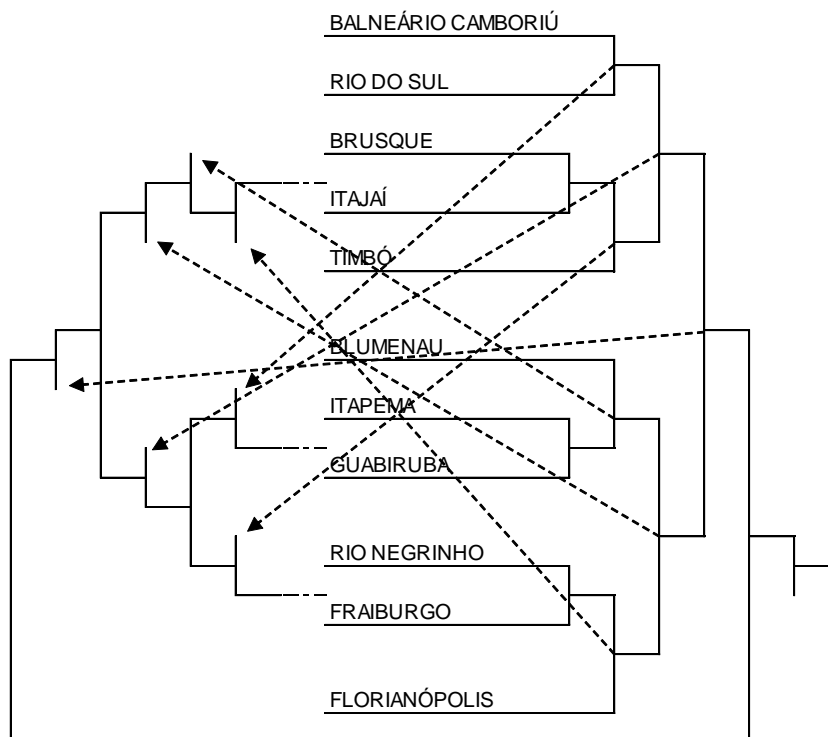 BALNEÁRIO CAMBORIÚ
RIO DO SUL
BRUSQUE
ITAJAÍ
TIMBÓ
BLUMENAU
ITAPEMA
GUABIRUBA
RIO NEGRINHO
FRAIBURGO
FLORIANÓPOLIS